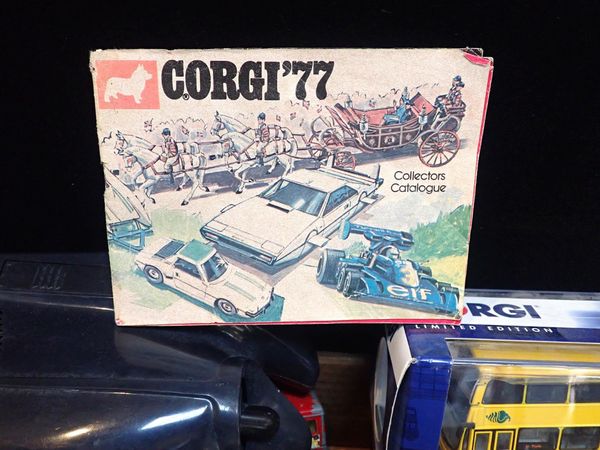 CORGI'77
Collectors
Catalogue
elf
CORGI
LIMITED EDITION